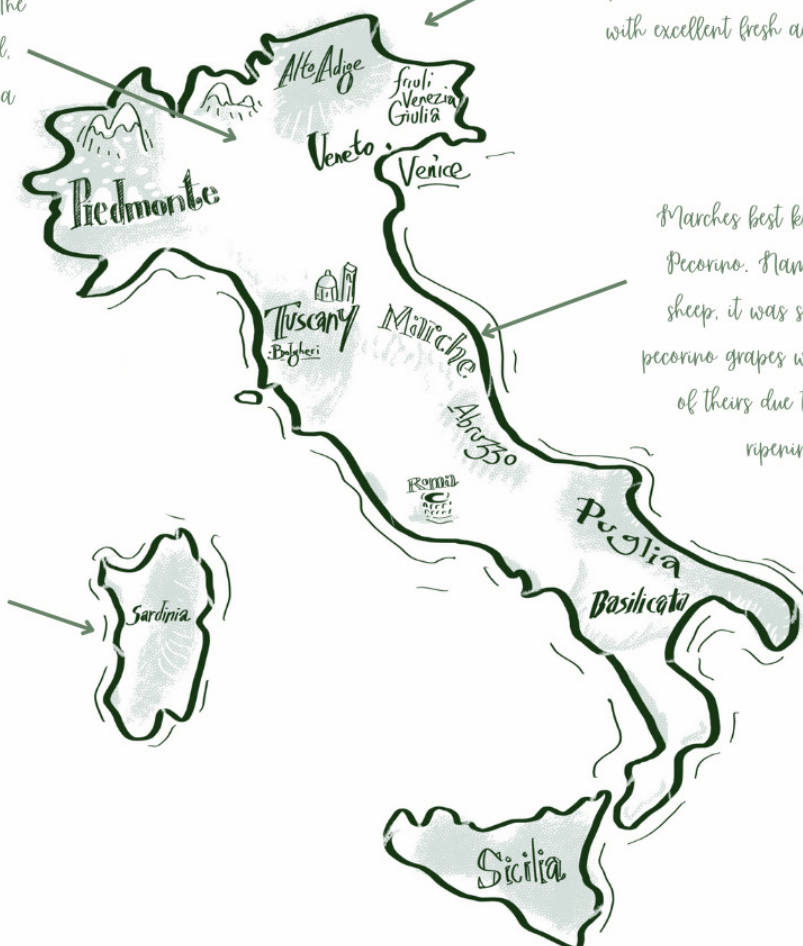 the
l,
a
with excellent fresh a
Alto Adige
friuli
Venezia
Giulia
Veneto
Venice
Piedmonte
Marches best k
Pecorino. Nam
sheep, it was s
pecorino grapes w
of theirs due t
ripenin
Tuscany
Bolgheri
Marche
Abruzzo
Roma
Puglia
Basilicata
Sardinia
Sicilia